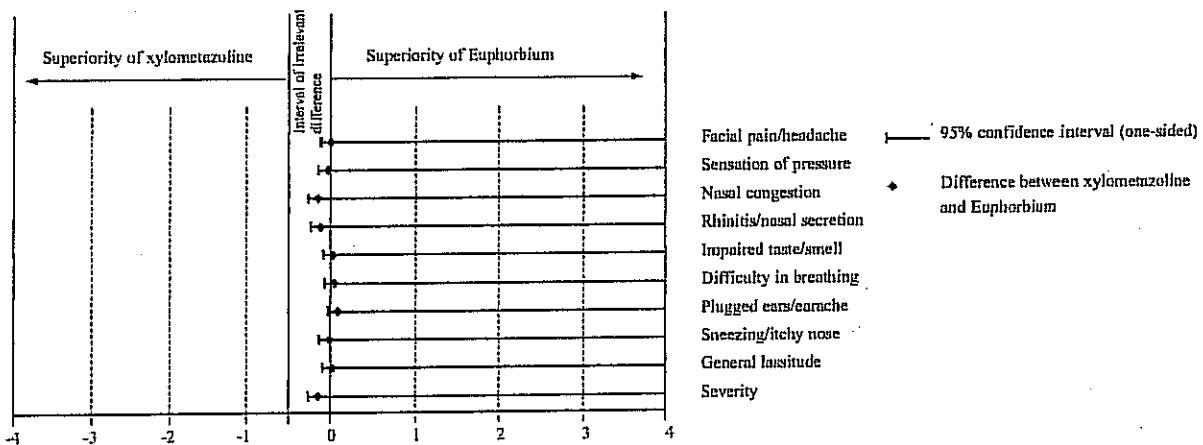 Superiority of xylometazoline
Interval of irrelevant
difference
Superiority of Euphorbium
Facial pain/headache
Sensation of pressure
Nasal congestion
Rhinitis/nasal secretion
Impaired taste/smell
Difficulty in breathing
Plugged ears/earache
Sneezing/itchy nose
General lassitude
Severity
95% confidence interval (one-sided)
Difference between xylometazoline
and Euphorbium
-4 -3 -2 -1 0 1 2 3 4